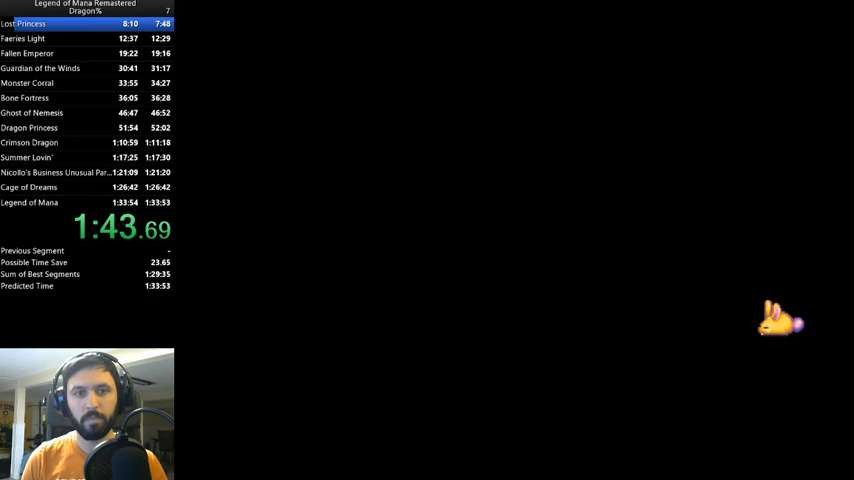 Legend of Mana Remastered
Dragon% 7
Lost Princess 8:10 7:48
Faeries Light 12:37 12:29
Fallen Emperor 19:22 19:16
Guardian of the Winds 30:41 31:17
Monster Corral 33:55 34:27
Bone Fortress 36:05 36:28
Ghost of Nemesis 46:47 46:52
Dragon Princess 51:54 52:02
Crimson Dragon 1:10:59 1:11:18
Summer Lovin' 1:17:25 1:17:30
Nicollo's Business Unusual Par... 1:21:09 1:21:20
Cage of Dreams 1:26:42 1:26:42
Legend of Mana 1:33:54 1:33:53
1:43.69
Previous Segment -
Possible Time Save 23.65
Sum of Best Segments 1:29:35
Predicted Time 1:33:53